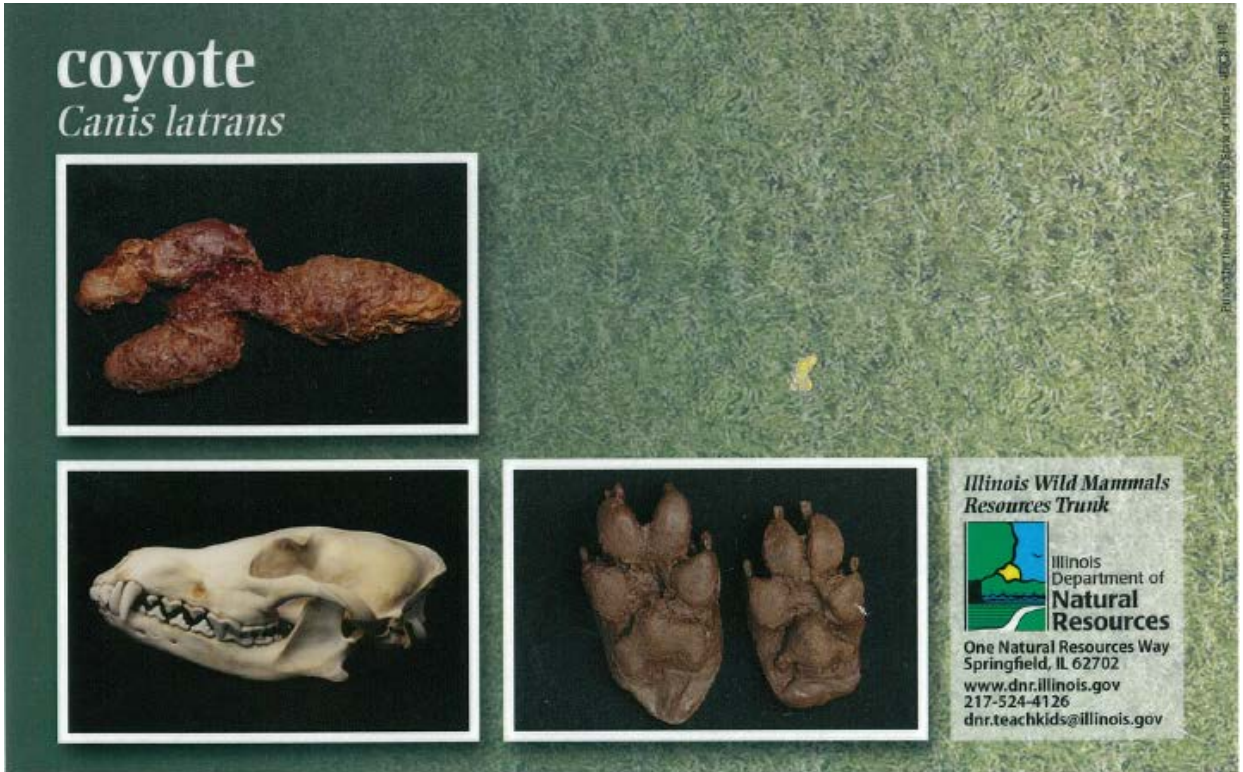 coyote
Canis latrans
Illinois Wild Mammals
Resources Trunk
Illinois
Department of
Natural
Resources
One Natural Resources Way
Springfield, IL 62702
www.dnr.illinois.gov
217-524-4126
dnr.teachkids@illinois.gov